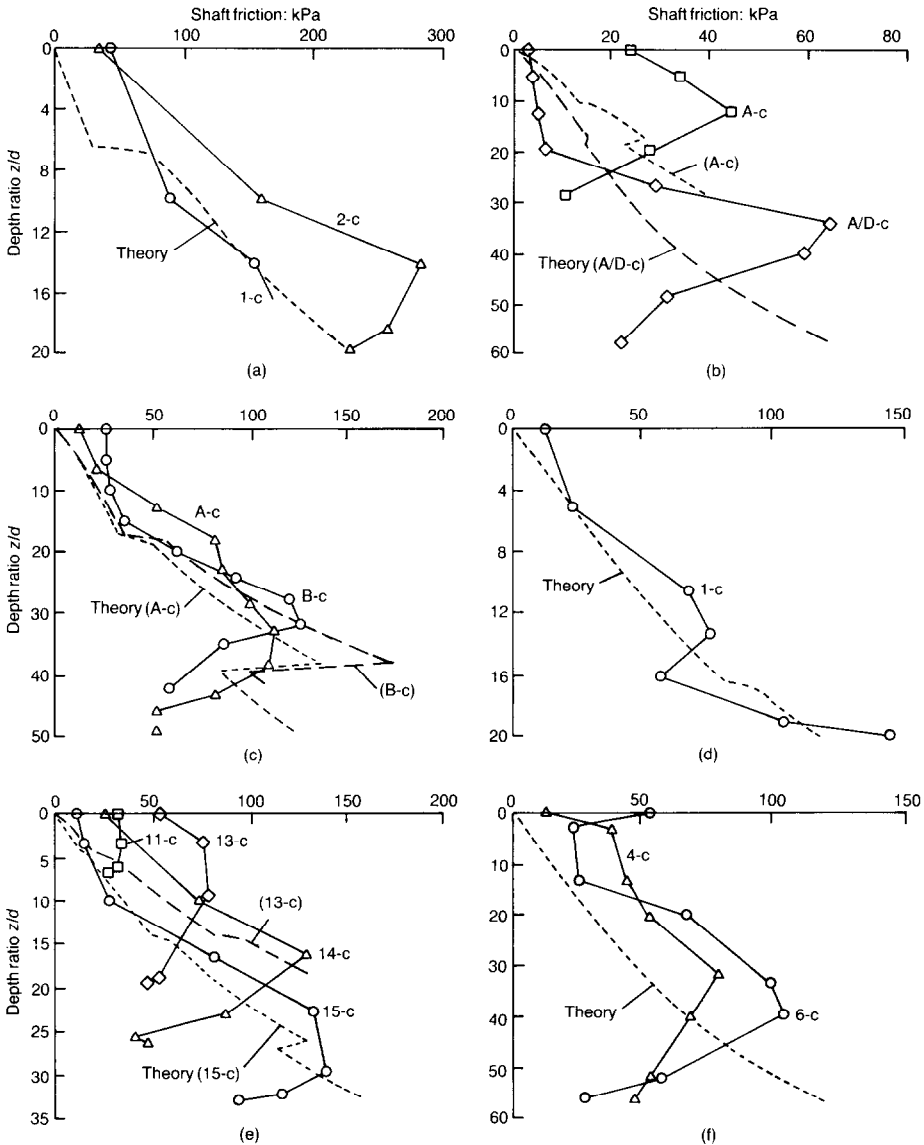 Shaft friction: kPa
0 100 200 300
Depth ratio z/d
0
4
8
12
16
20
2-c
Theory
1-c
(a)
Shaft friction: kPa
0 20 40 60 80
0
10
20
30
40
50
60
A-c
(A-c)
A/D-c
Theory (A/D-c)
(b)
0 50 100 150 200
Depth ratio z/d
0
10
20
30
40
50
A-c
B-c
Theory (A-c)
(B-c)
(c)
0 50 100 150
0
4
8
12
16
20
Theory
1-c
(d)
0 50 100 150 200
Depth ratio z/d
0
5
10
15
20
25
30
35
11-c
13-c
(13-c)
14-c
15-c
Theory (15-c)
(e)
0 50 100 150
0
10
20
30
40
50
60
4-c
Theory
6-c
(f)